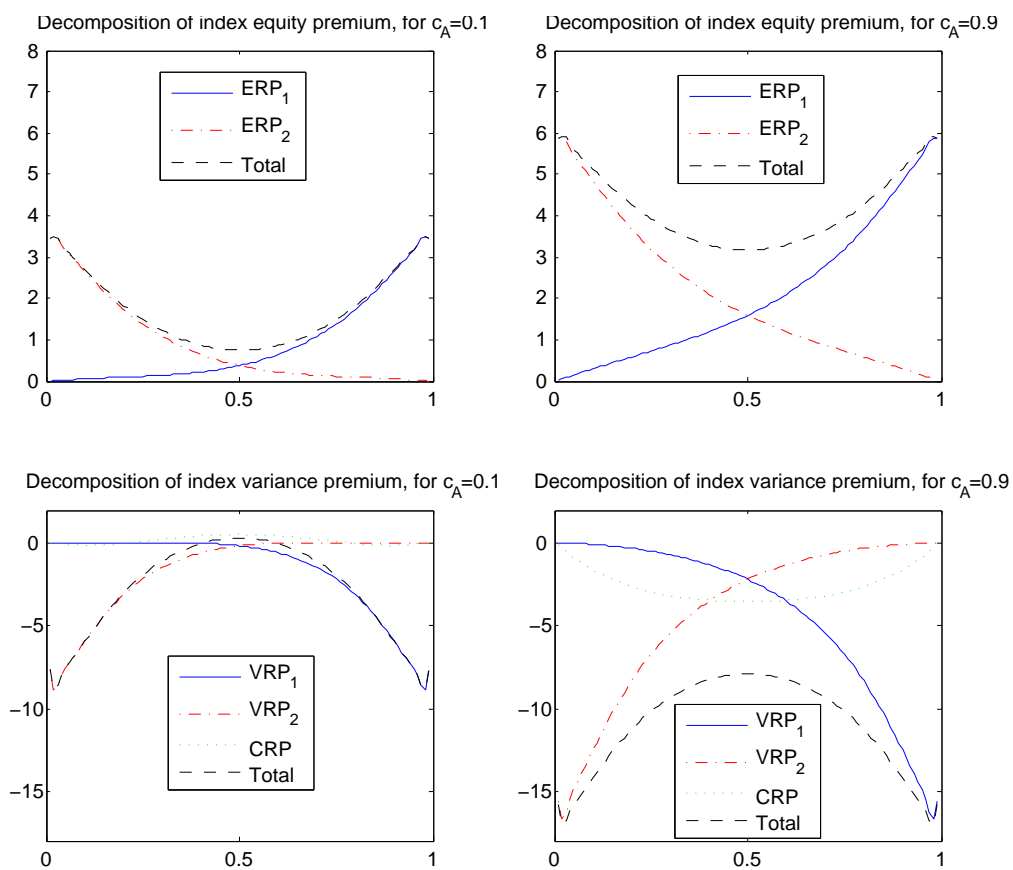 Decomposition of index equity premium, for c_A=0.1
8
7
6
5
4
3
2
1
0
0
0.5
1
ERP_1
ERP_2
Total
Decomposition of index equity premium, for c_A=0.9
8
7
6
5
4
3
2
1
0
0
0.5
1
ERP_1
ERP_2
Total
Decomposition of index variance premium, for c_A=0.1
0
−5
−10
−15
0
0.5
1
VRP_1
VRP_2
CRP
Total
Decomposition of index variance premium, for c_A=0.9
0
−5
−10
−15
0
0.5
1
VRP_1
VRP_2
CRP
Total